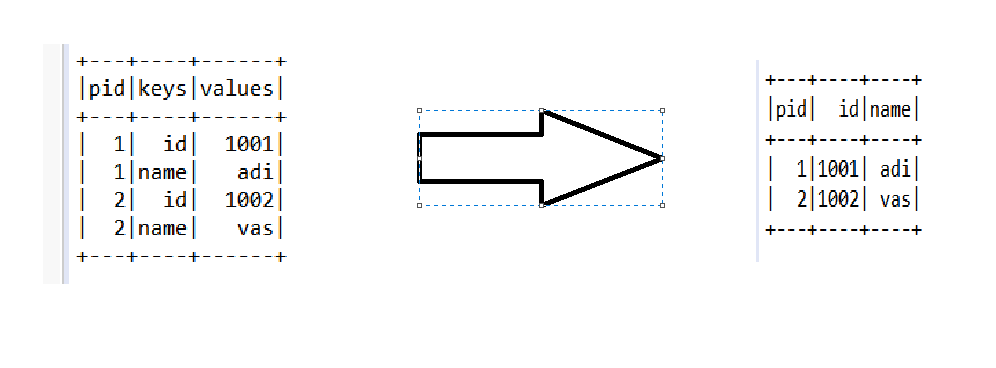 +---+----+------+
|pid|keys|values|
+---+----+------+
|  1|  id|  1001|
|  1|name|   adi|
|  2|  id|  1002|
|  2|name|   vas|
+---+----+------+
+---+----+----+
|pid|  id|name|
+---+----+----+
|  1|1001| adi|
|  2|1002| vas|
+---+----+----+